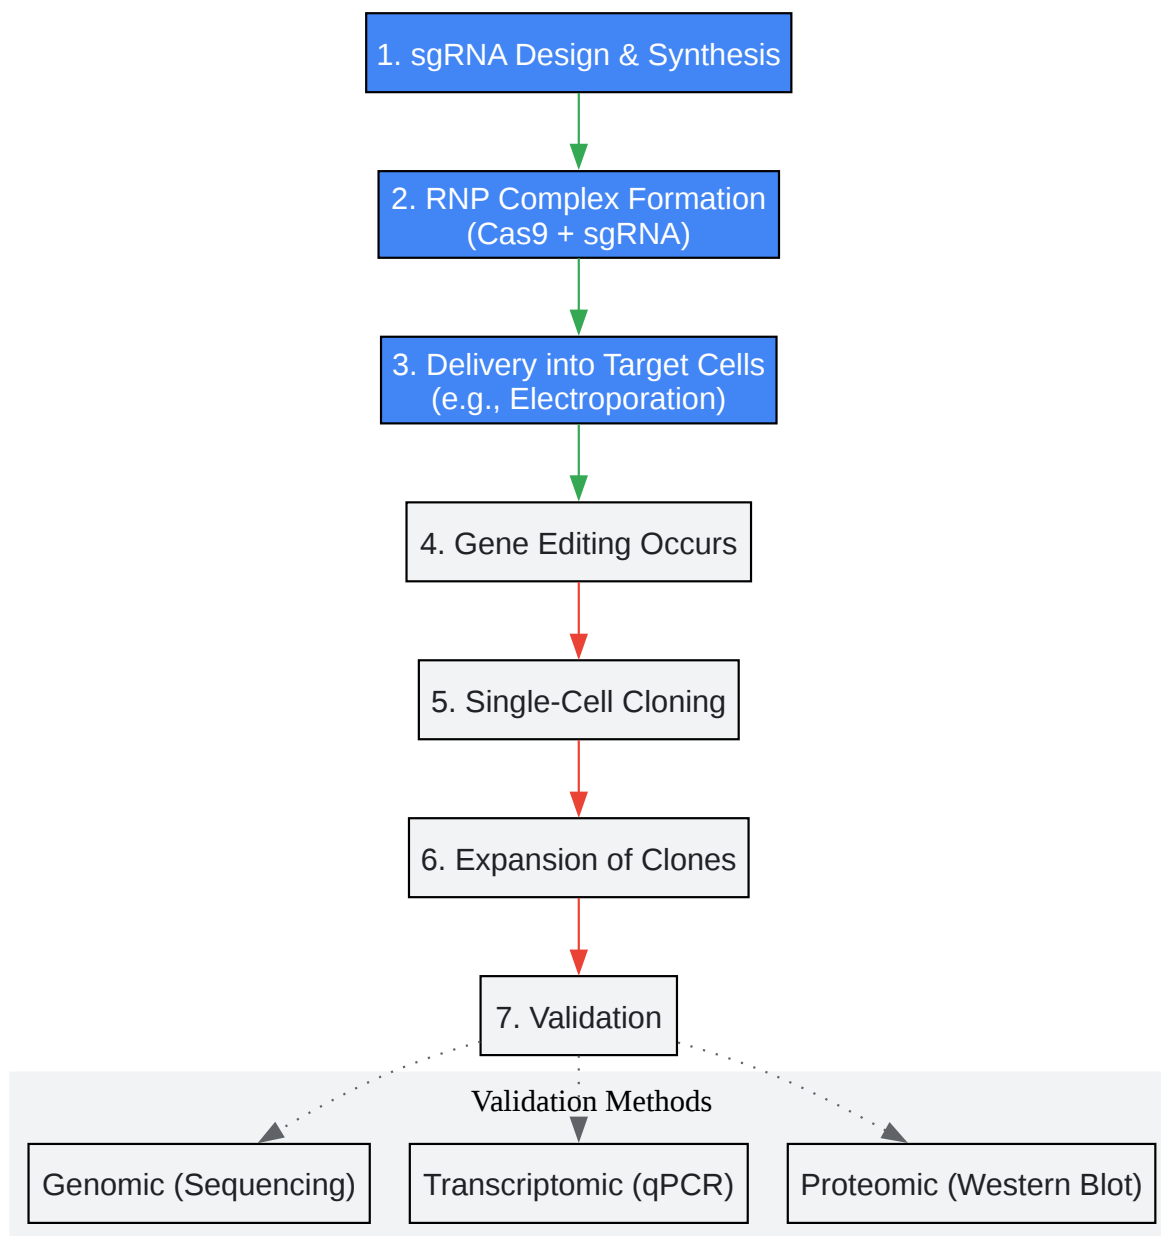 1. sgRNA Design & Synthesis
2. RNP Complex Formation
(Cas9 + sgRNA)
3. Delivery into Target Cells
(e.g., Electroporation)
4. Gene Editing Occurs
5. Single-Cell Cloning
6. Expansion of Clones
7. Validation
Validation Methods
Genomic (Sequencing)
Transcriptomic (qPCR)
Proteomic (Western Blot)